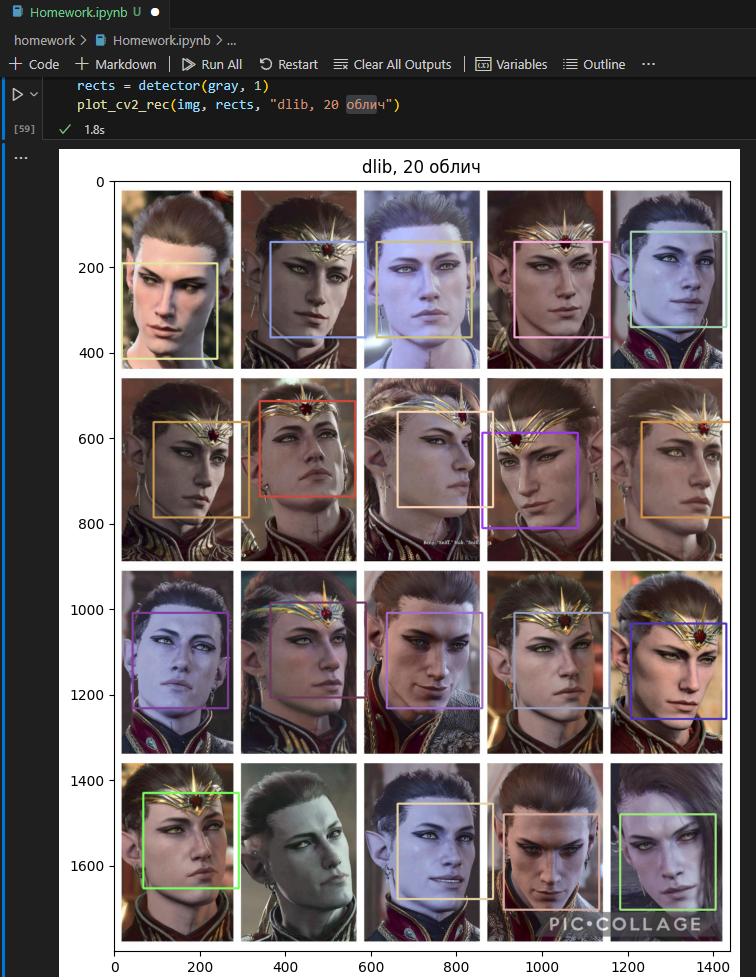 Homework.ipynb U
homework > Homework.ipynb > ...
+ Code + Markdown Run All Restart Clear All Outputs Variables Outline ...
rects = detector(gray, 1)
plot_cv2_rec(img, rects, "dlib, 20 облич")
[59] 1.8s
...
dlib, 20 облич
0
200
400
600
800
1000
1200
1400
1600
PIC•COLLAGE
0 200 400 600 800 1000 1200 1400